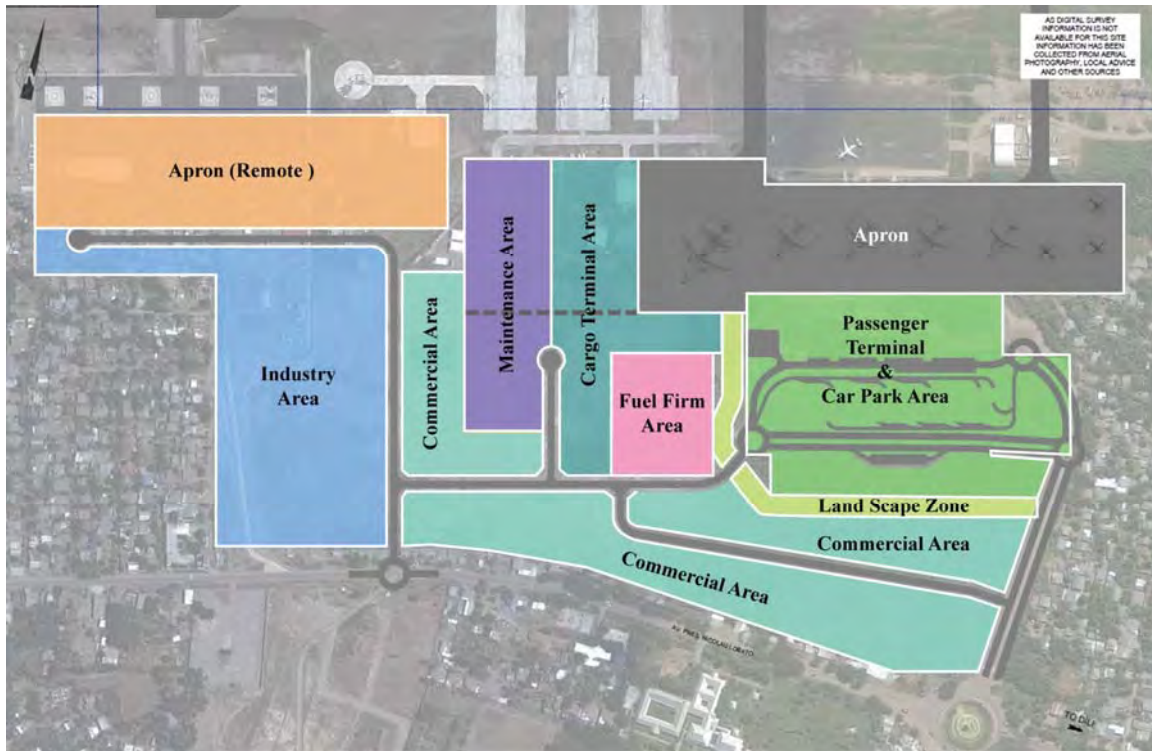 AS DIGITAL SURVEY
INFORMATION IS NOT
AVAILABLE FOR THIS SITE
INFORMATION HAS BEEN
COLLECTED FROM AERIAL
PHOTOGRAPHY, LOCAL ADVICE
AND OTHER SOURCES
N
Apron (Remote )
Apron
Maintenance Area
Cargo Terminal Area
Commercial Area
Passenger
Terminal
&
Car Park Area
Industry
Area
Fuel Firm
Area
Land Scape Zone
Commercial Area
Commercial Area
TO DILI